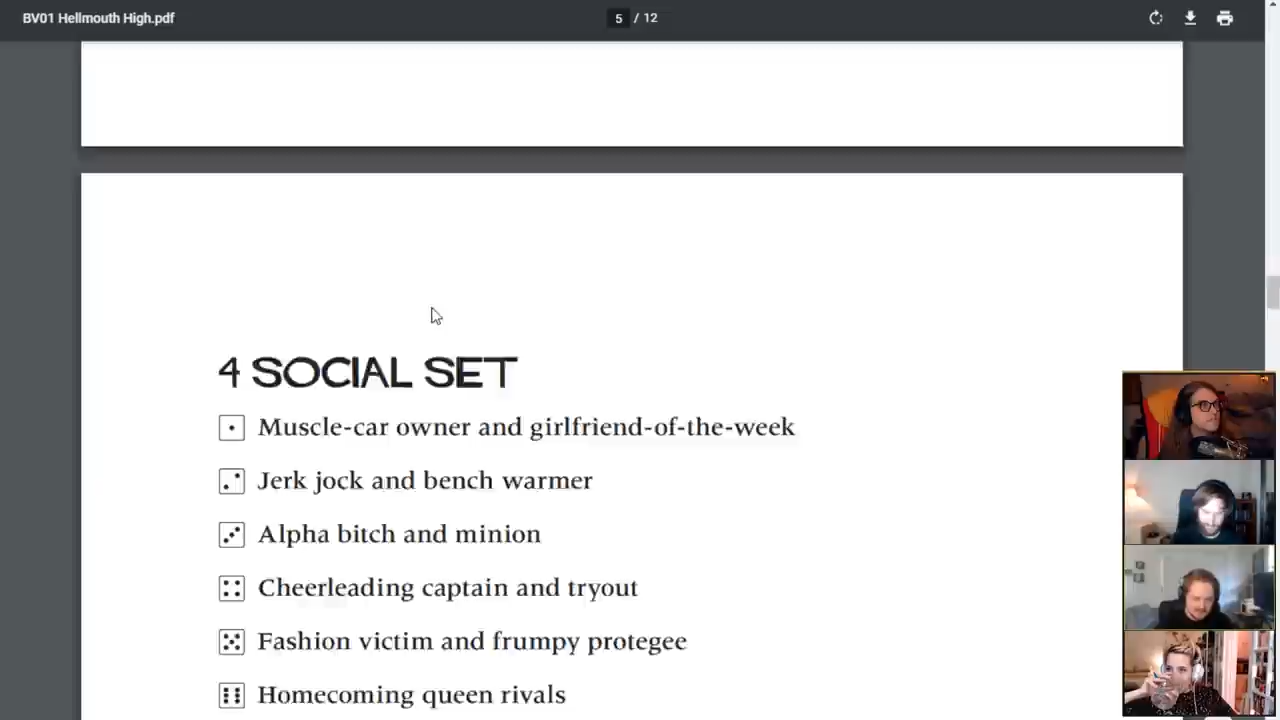 BV01 Hellmouth High.pdf
5 / 12
4 SOCIAL SET
Muscle-car owner and girlfriend-of-the-week
Jerk jock and bench warmer
Alpha bitch and minion
Cheerleading captain and tryout
Fashion victim and frumpy protegee
Homecoming queen rivals